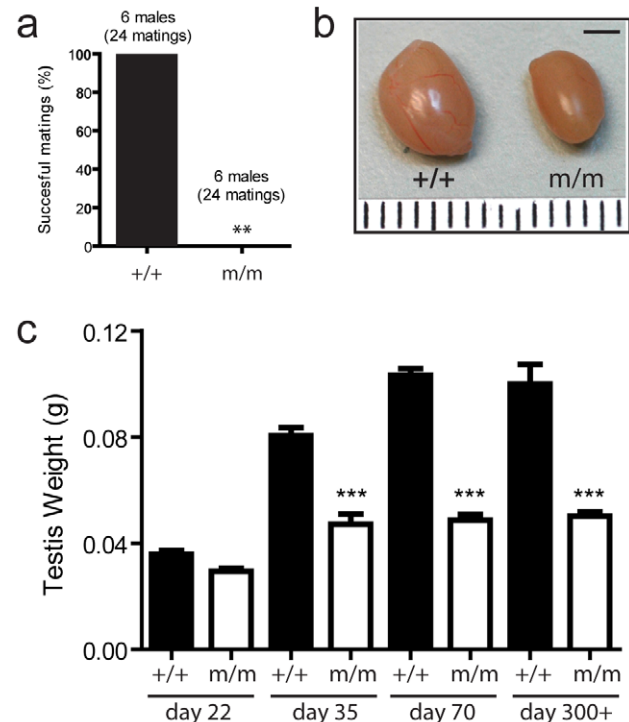 a
6 males
(24 matings)
Succesful matings (%)
100
80
60
40
20
0
6 males
(24 matings)
**
+/+ m/m
b
+/+ m/m
c
Testis Weight (g)
0.12
0.08
0.04
0.00
*** *** ***
+/+ m/m +/+ m/m +/+ m/m +/+ m/m
day 22 day 35 day 70 day 300+